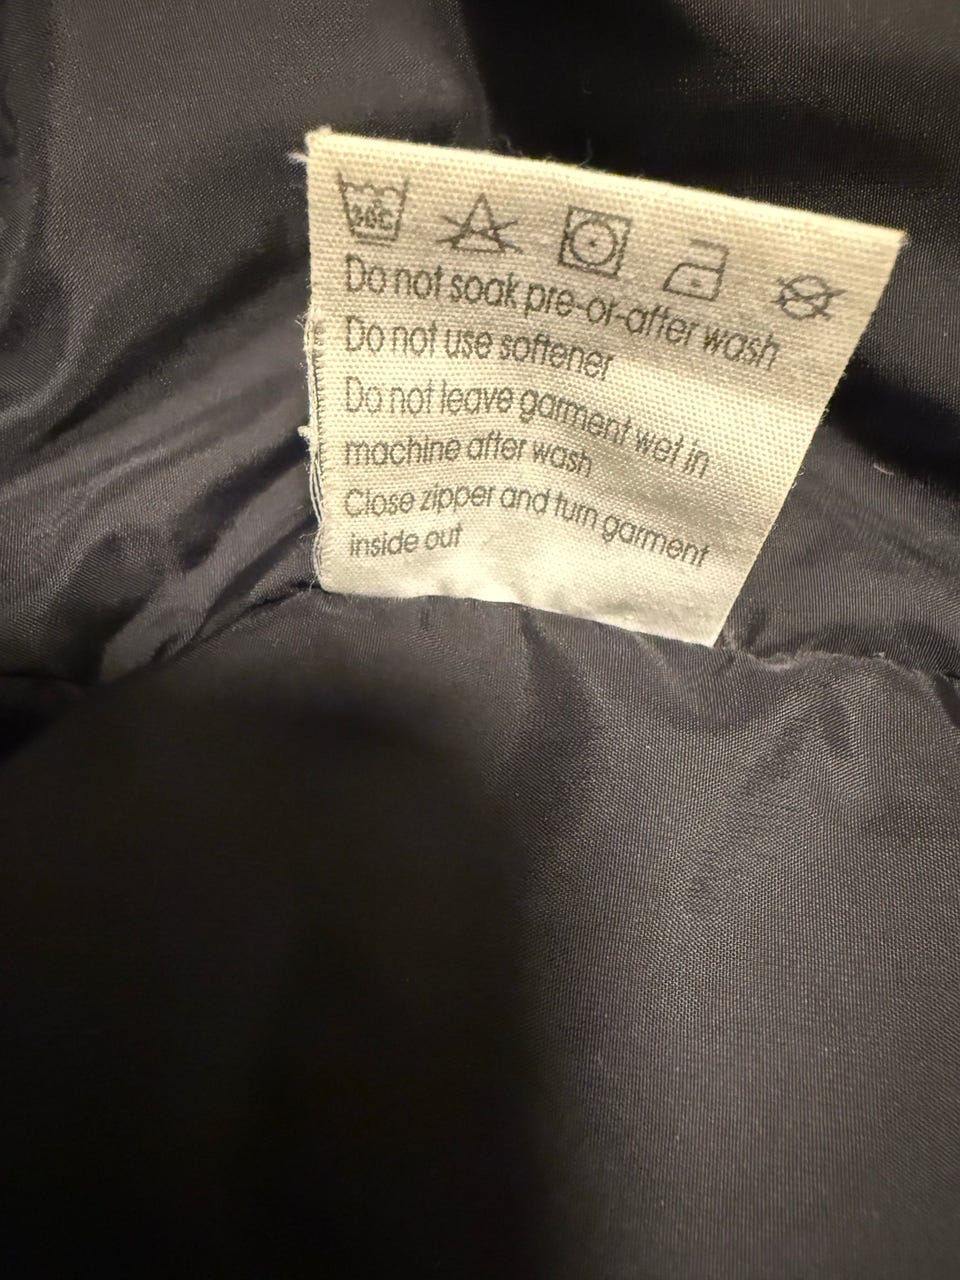 30°C
Do not soak pre-or-after wash
Do not use softener
Do not leave garment wet in
machine after wash
Close zipper and turn garment
inside out